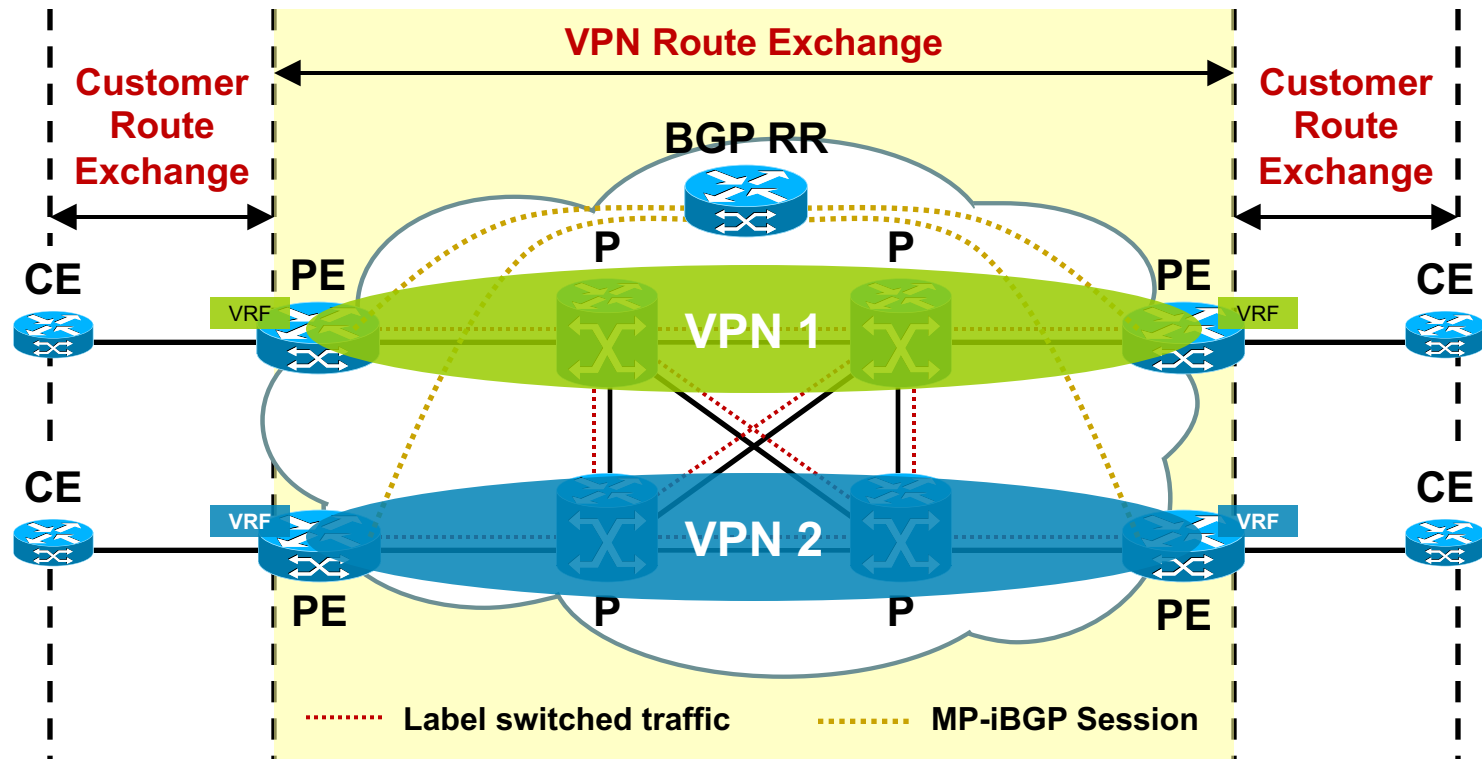 VPN Route Exchange
Customer
Route
Exchange
Customer
Route
Exchange
BGP RR
P
P
CE
PE
PE
CE
VRF
VRF
VPN 1
CE
CE
VRF
VRF
VPN 2
PE
P
P
PE
Label switched traffic
MP-iBGP Session